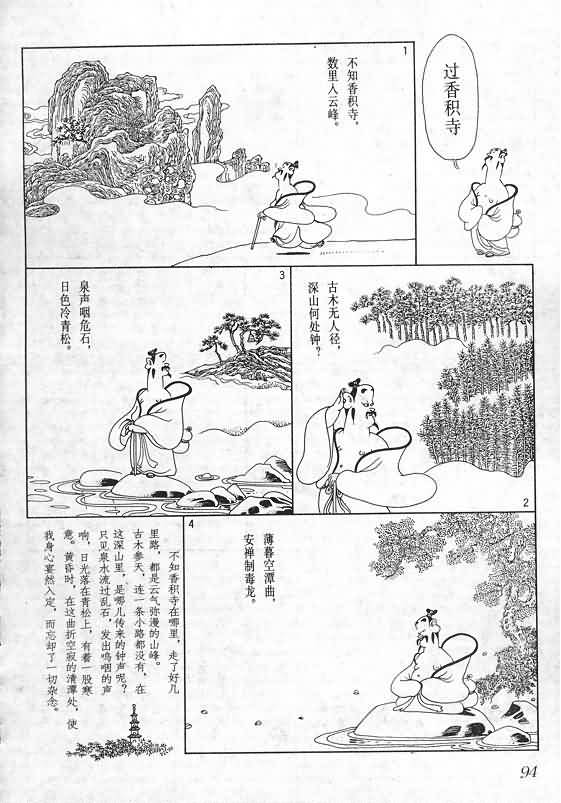 过香积寺
1
不知香积寺，
数里入云峰。
古木无人径，
深山何处钟？
2
3
泉声咽危石，
日色冷青松。
4
薄暮空潭曲，
安禅制毒龙。
不知香积寺在哪里，走了好几
里路，都是云气弥漫的山峰。
古木参天，连一条小路都没有，在
这深山里，是哪儿传来的钟声呢？
只见泉水流过乱石，发出呜咽的声
响，日光落在青松上，有着一股寒
意。黄昏时，在这曲折空寂的清潭处，使
我身心宴然入定，而忘却了一切杂念。
94